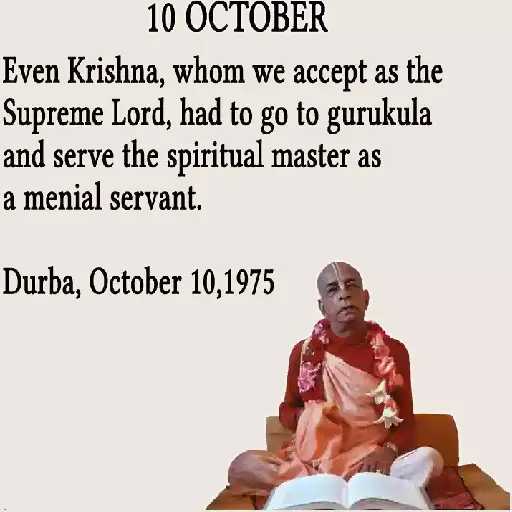 10 OCTOBER
Even Krishna, whom we accept as the
Supreme Lord, had to go to gurukula
and serve the spiritual master as
a menial servant.
Durba, October 10,1975